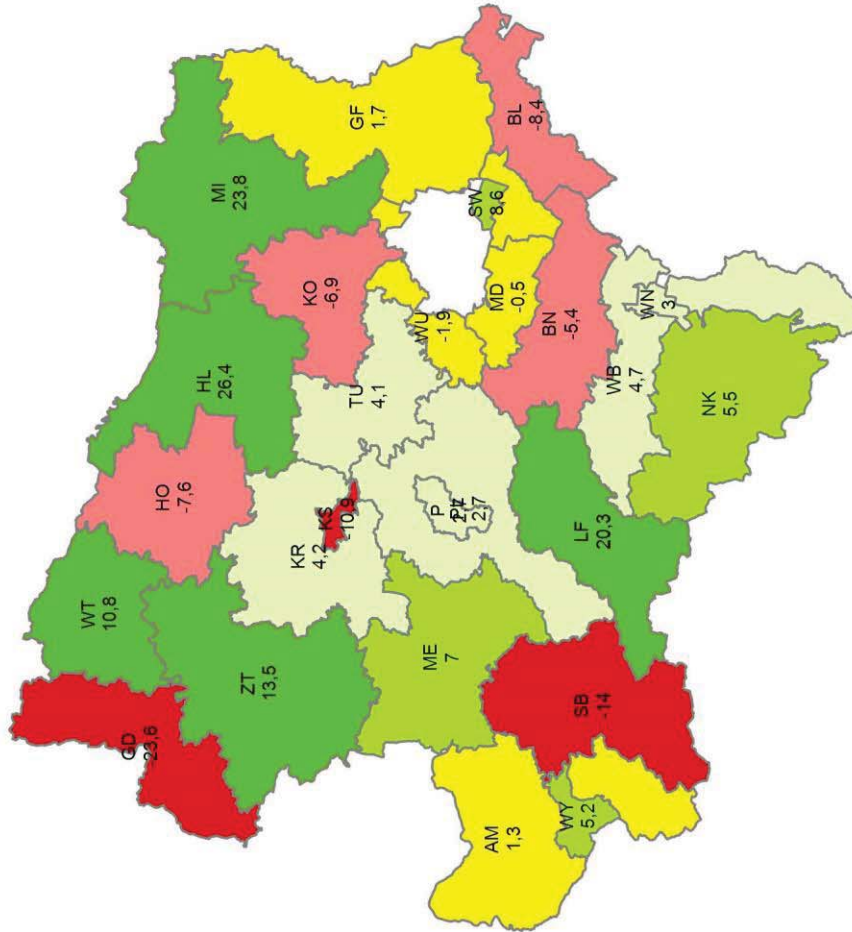 GD
-23,6
WT
10,8
HO
-7,6
HL
26,4
MI
23,8
GF
1,7
ZT
13,5
KR
4,2
KS
-10,9
TU
4,1
KO
-6,9
WU
-1,9
SW
8,6
BL
-8,4
ME
7
P
2,7
MD
-0,5
BN
-5,4
AM
1,3
WY
5,2
SB
-14
LF
20,3
WB
4,7
WN
3
NK
5,5